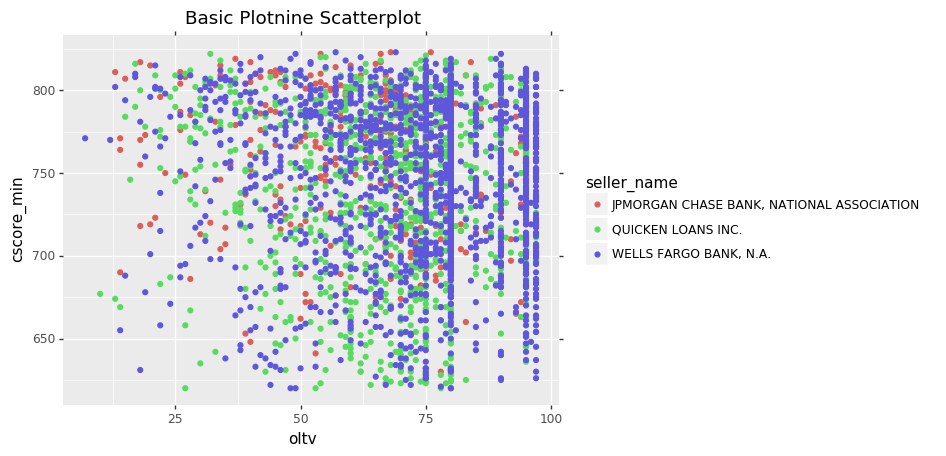 Basic Plotnine Scatterplot
800
750
700
650
cscore_min
25
50
75
100
oltv
seller_name
JPMORGAN CHASE BANK, NATIONAL ASSOCIATION
QUICKEN LOANS INC.
WELLS FARGO BANK, N.A.